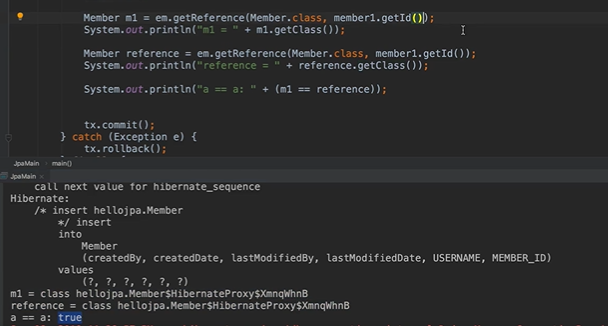 Member m1 = em.getReference(Member.class, member1.getId());
System.out.println("m1 = " + m1.getClass());
Member reference = em.getReference(Member.class, member1.getId());
System.out.println("reference = " + reference.getClass());
System.out.println("a == a: " + (m1 == reference));
tx.commit();
} catch (Exception e) {
tx.rollback();
JpaMain > main()
JpaMain ×
call next value for hibernate_sequence
Hibernate:
/* insert hellojpa.Member
*/ insert
into
Member
(createdBy, createdDate, lastModifiedBy, lastModifiedDate, USERNAME, MEMBER_ID)
values
(?, ?, ?, ?, ?, ?)
m1 = class hellojpa.Member$HibernateProxy$XmnqWhnB
reference = class hellojpa.Member$HibernateProxy$XmnqWhnB
a == a: true